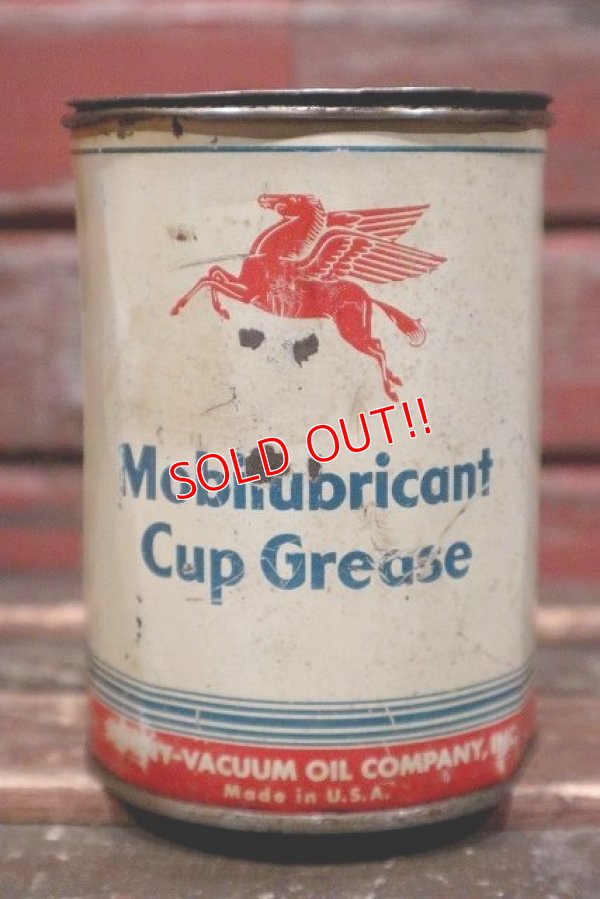 SOLD OUT!!
Mobilubricant
Cup Grease
-VACUUM OIL COMPANY,
Made in U.S.A.